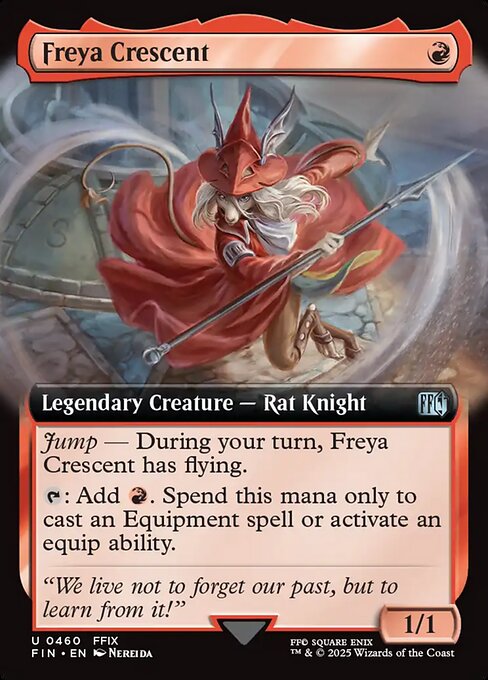 Freya Crescent
Legendary Creature — Rat Knight
Jump — During your turn, Freya
Crescent has flying.
: Add . Spend this mana only to
cast an Equipment spell or activate an
equip ability.
“We live not to forget our past, but to
learn from it!”
1/1
U 0460 FFIX
FIN • EN Nereida
FF© SQUARE ENIX
™ & © 2025 Wizards of the Coast